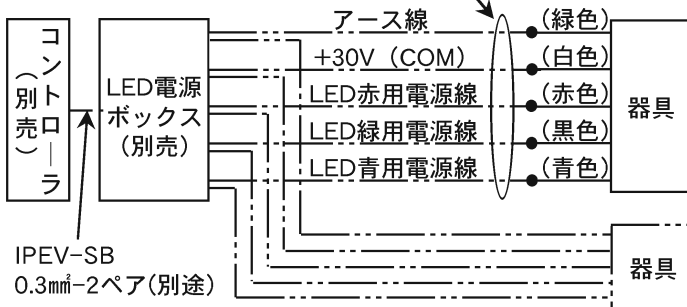 コントローラ
(別売)
LED電源
ボックス
(別売)
アース線
+30V（COM）
LED赤用電源線
LED緑用電源線
LED青用電源線
(緑色)
(白色)
(赤色)
(黒色)
(青色)
器具
器具
IPEV-SB
0.3㎟-2ペア(別途)